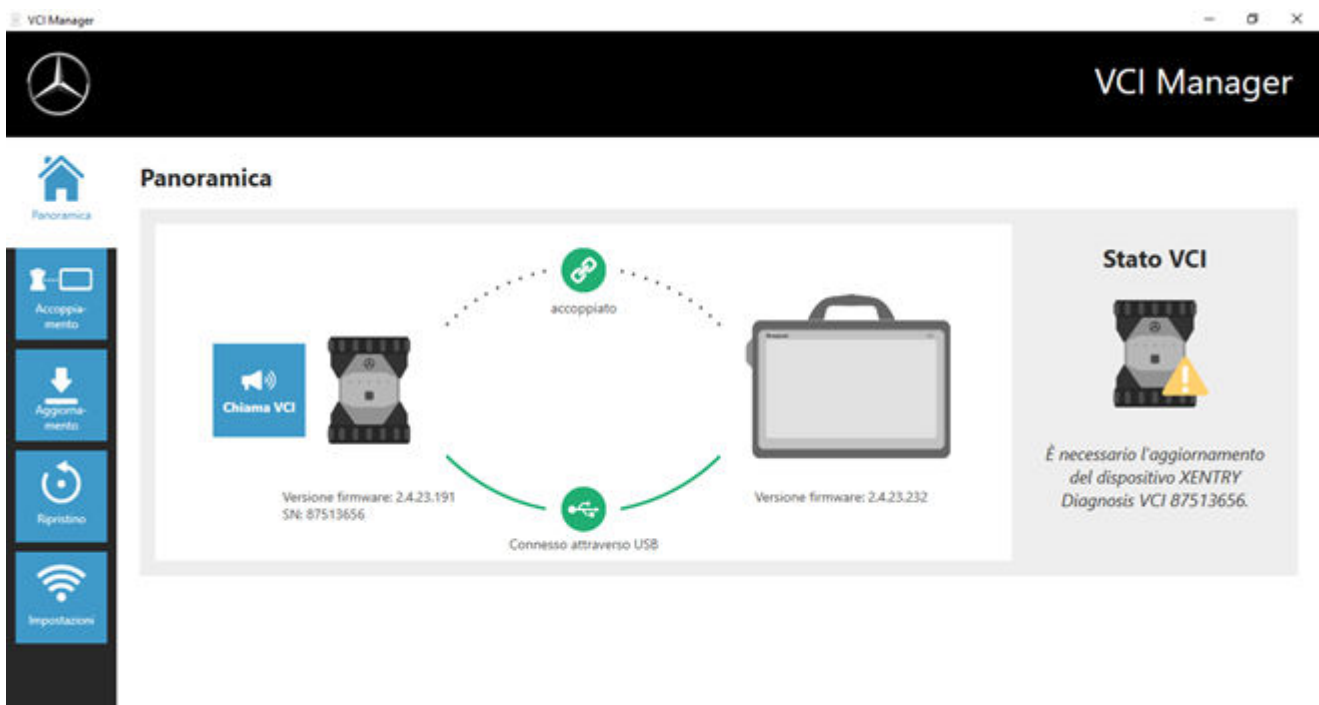 VCI Manager
VCI Manager
Panoramica
Panoramica
Accoppia-
mento
Aggiorna-
mento
Ripristino
Impostazioni
accoppiato
Chiama VCI
Versione firmware: 2.4.23.191
SN: 87513656
Connesso attraverso USB
Versione firmware: 2.4.23.232
Stato VCI
È necessario l'aggiornamento
del dispositivo XENTRY
Diagnosis VCI 87513656.